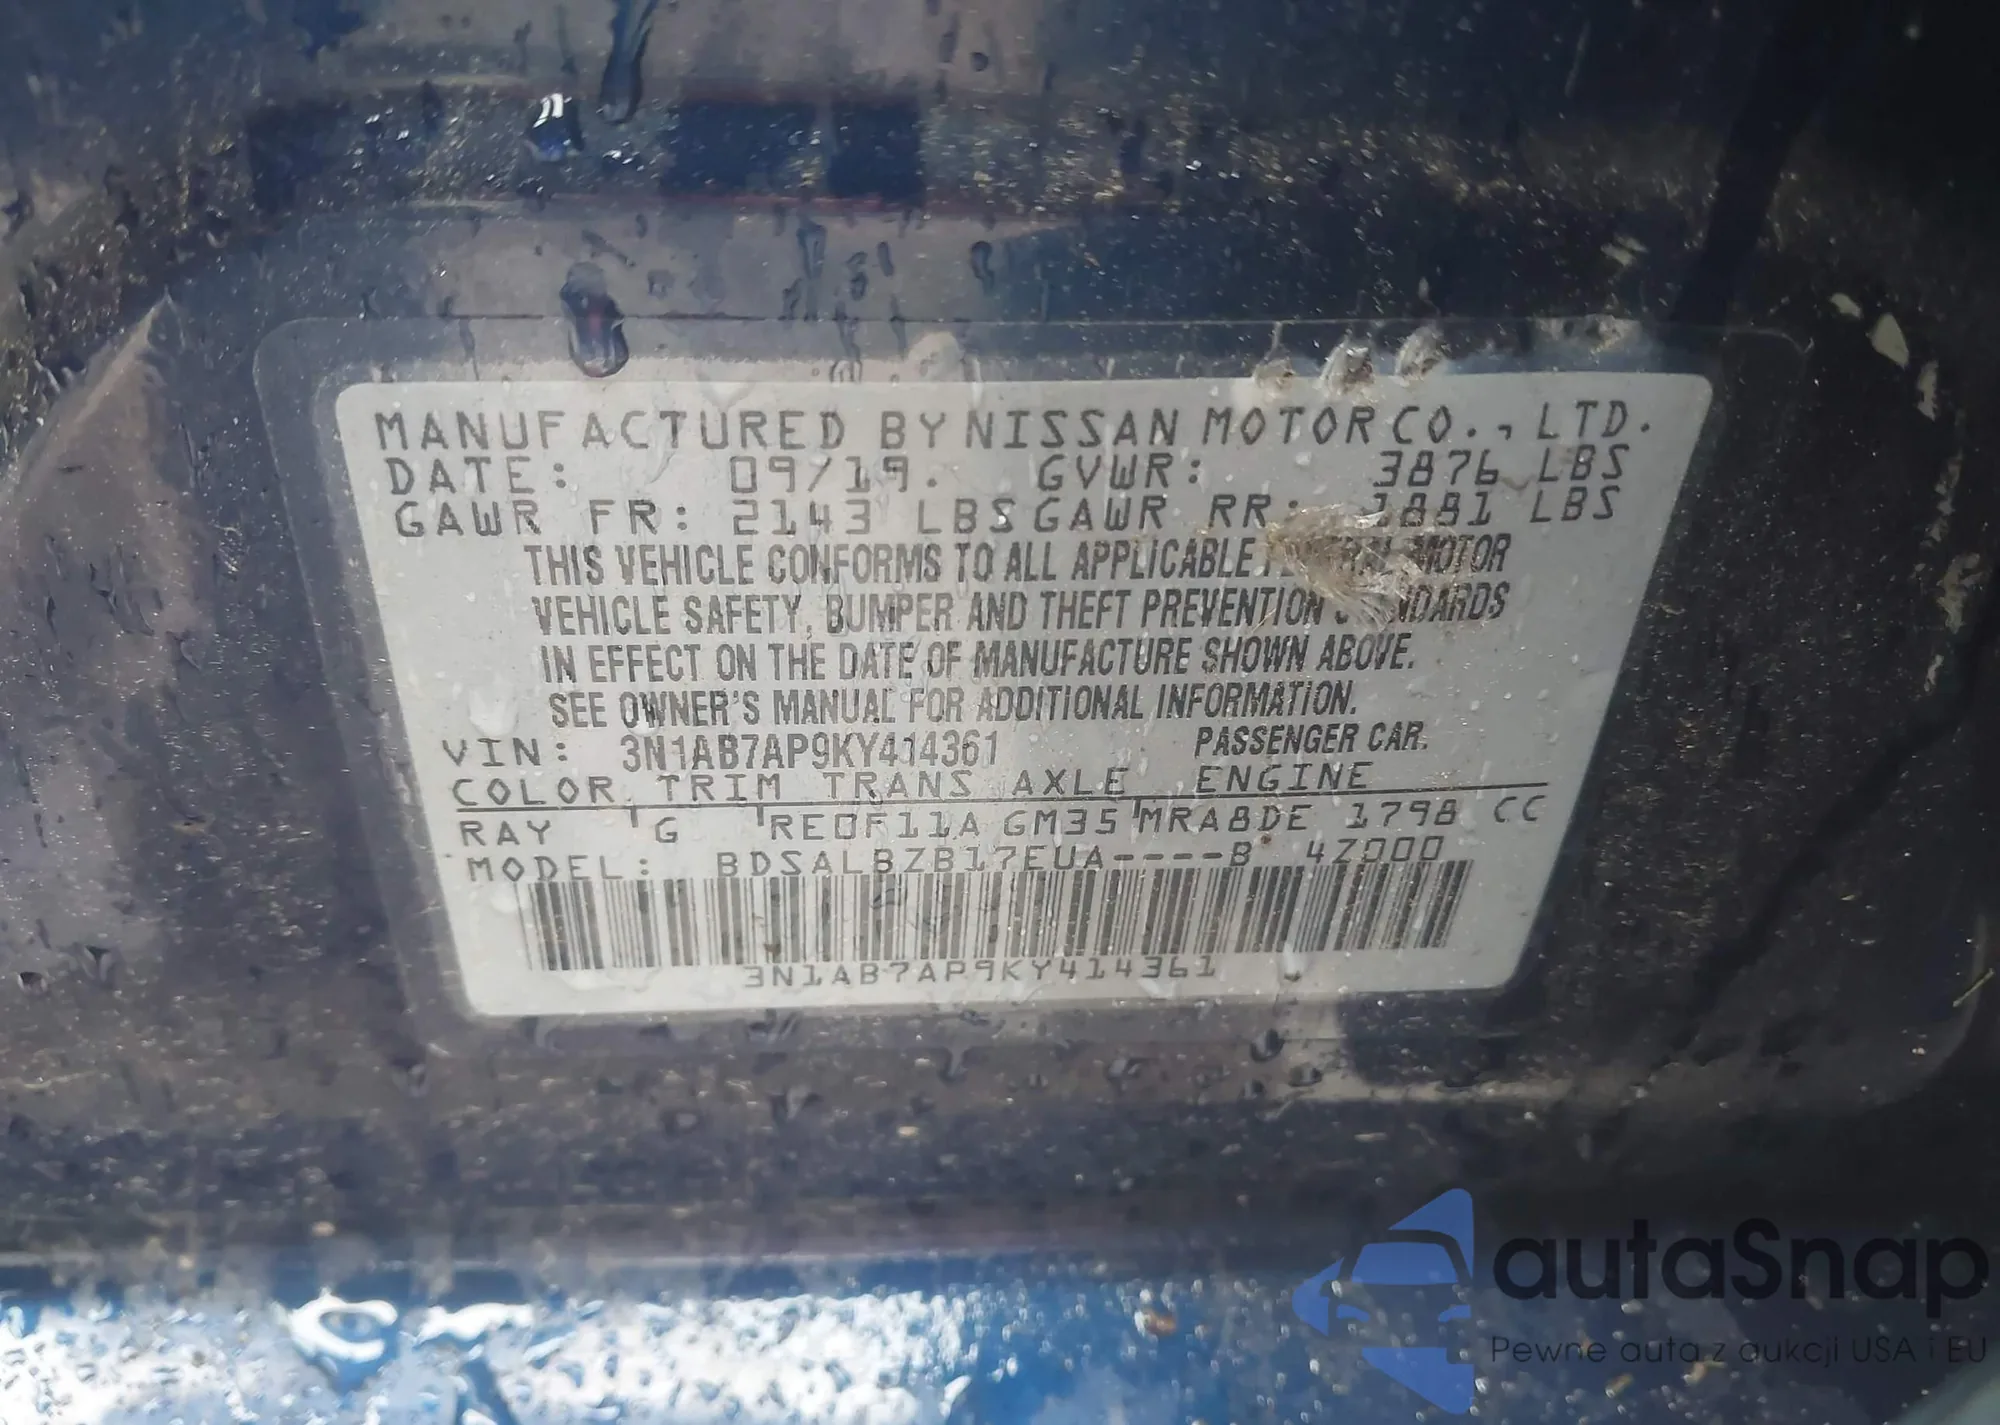 MANUFACTURED BY NISSAN MOTOR CO., LTD.
DATE: 09/19. GVWR: 3876 LBS
GAWR FR: 2143 LBS GAWR RR: 1881 LBS
THIS VEHICLE CONFORMS TO ALL APPLICABLE FEDERAL MOTOR
VEHICLE SAFETY, BUMPER AND THEFT PREVENTION STANDARDS
IN EFFECT ON THE DATE OF MANUFACTURE SHOWN ABOVE.
SEE OWNER'S MANUAL FOR ADDITIONAL INFORMATION.
VIN: 3N1AB7AP9KY414361 PASSENGER CAR.
COLOR TRIM TRANS AXLE ENGINE
RAY G RE0F11A GM35 MRA8DE 1798 CC
MODEL: BDSALBZB17EUA----B 4Z000
3N1AB7AP9KY414361
autaSnap
Pewne auta z aukcji USA i EU